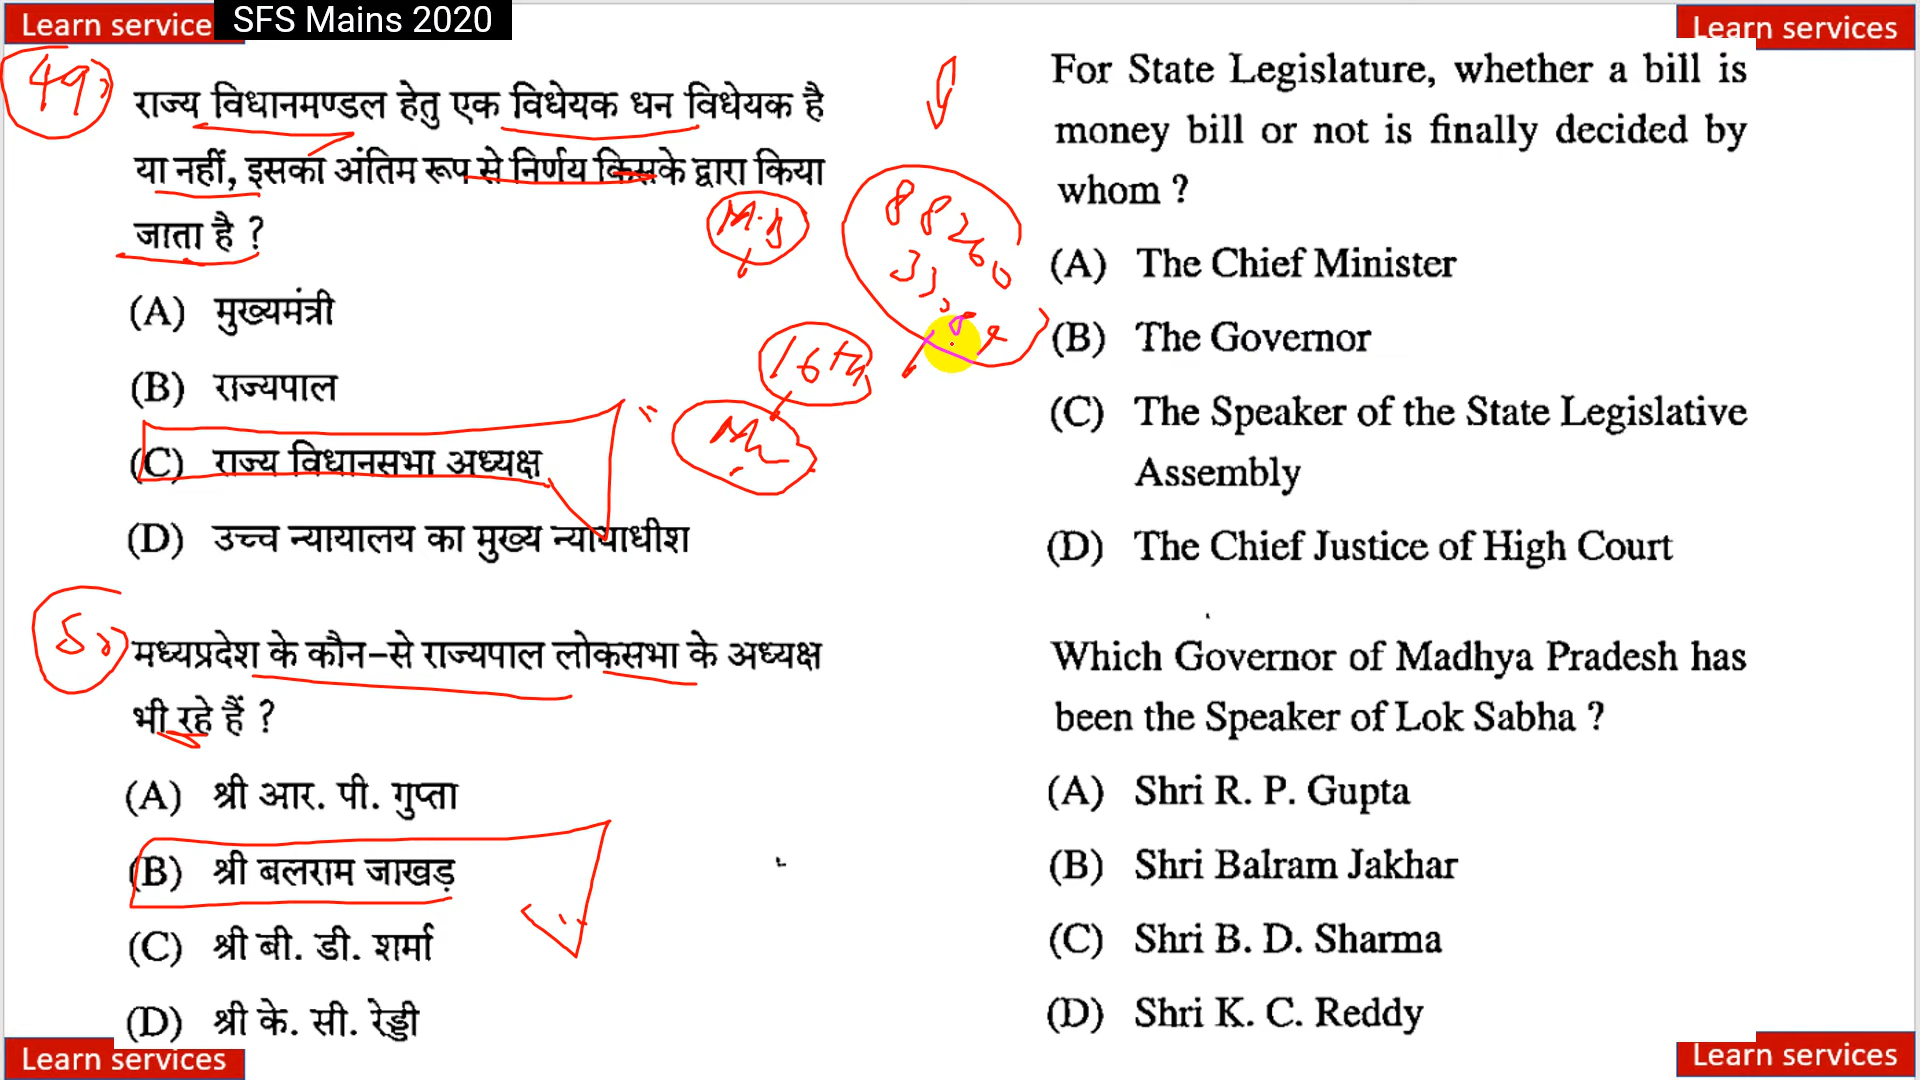 Learn service
SFS Mains 2020
Learn services
49
राज्य विधानमण्डल हेतु एक विधेयक धन विधेयक है
या नहीं, इसका अंतिम रूप से निर्णय किसके द्वारा किया
जाता है ?
(A) मुख्यमंत्री
(B) राज्यपाल
(C) राज्य विधानसभा अध्यक्ष
(D) उच्च न्यायालय का मुख्य न्यायाधीश
16th
88260
For State Legislature, whether a bill is
money bill or not is finally decided by
whom ?
(A) The Chief Minister
(B) The Governor
(C) The Speaker of the State Legislative
Assembly
(D) The Chief Justice of High Court
50
मध्यप्रदेश के कौन-से राज्यपाल लोकसभा के अध्यक्ष
भी रहे हैं ?
(A) श्री आर. पी. गुप्ता
(B) श्री बलराम जाखड़
(C) श्री बी. डी. शर्मा
(D) श्री के. सी. रेड्डी
Which Governor of Madhya Pradesh has
been the Speaker of Lok Sabha ?
(A) Shri R. P. Gupta
(B) Shri Balram Jakhar
(C) Shri B. D. Sharma
(D) Shri K. C. Reddy
Learn services
Learn services